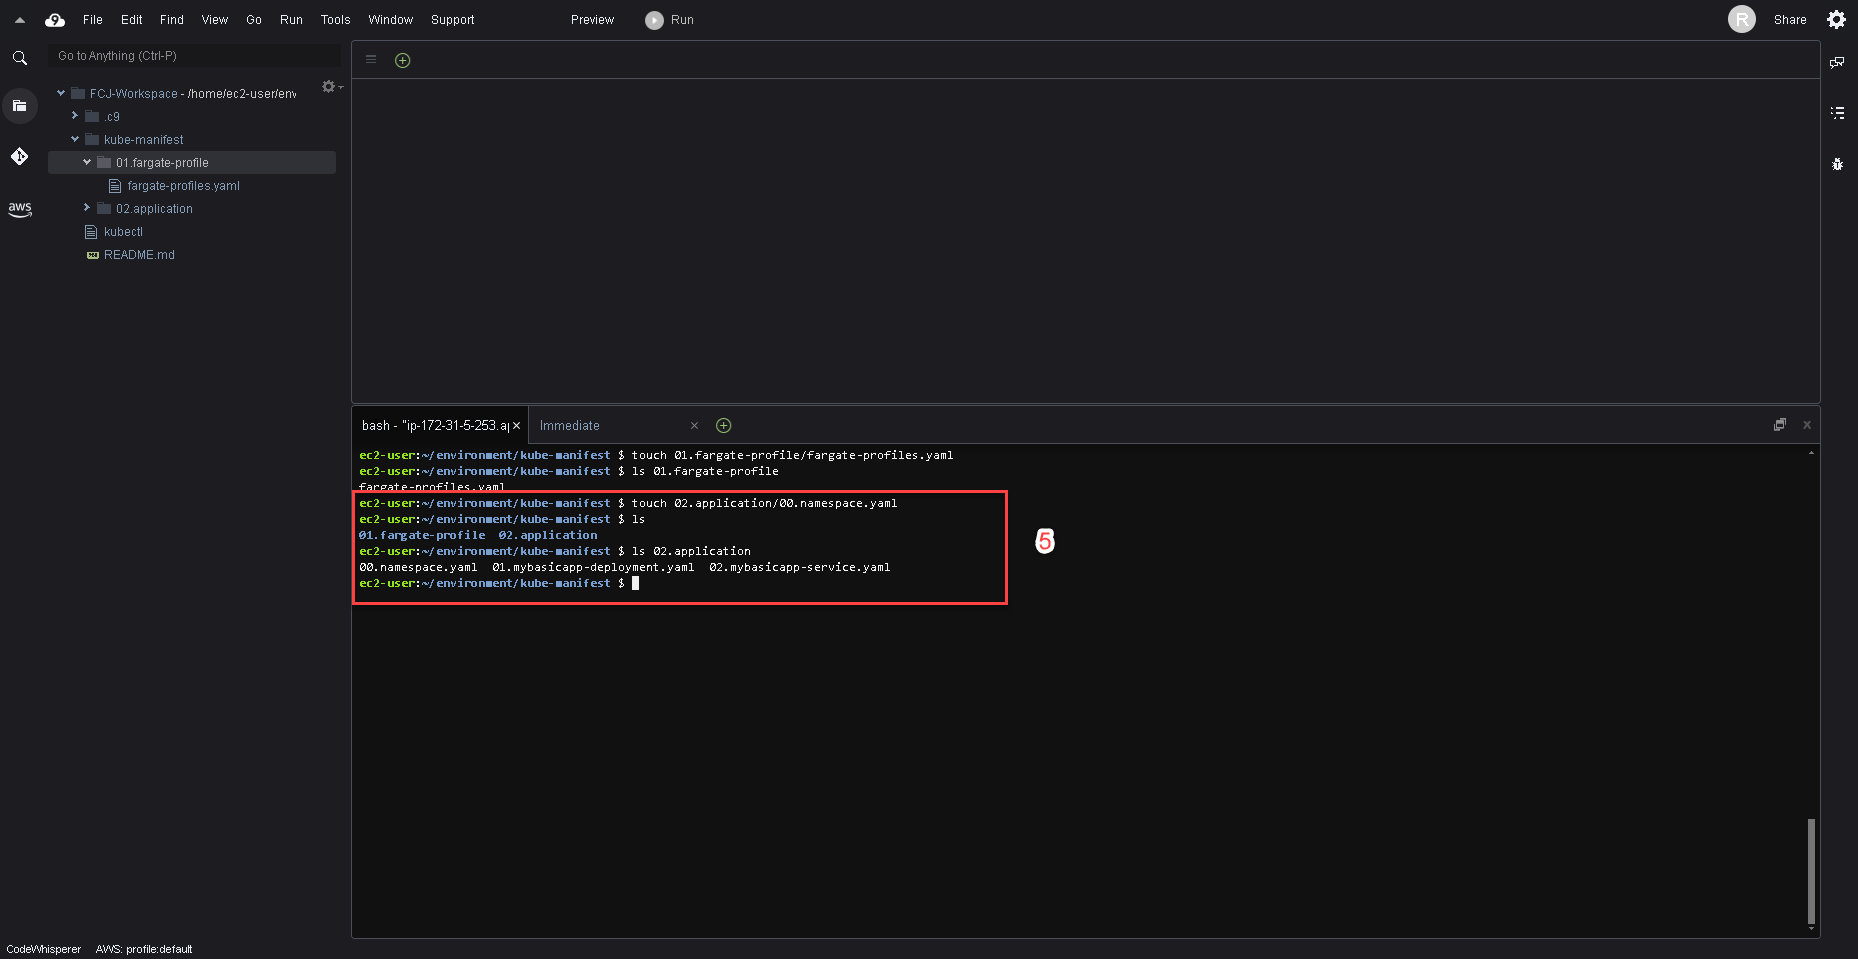 File Edit Find View Go Run Tools Window Support Preview Run R Share
Go to Anything (Ctrl-P)
FCJ-Workspace - /home/ec2-user/env
.c9
kube-manifest
01.fargate-profile
fargate-profiles.yaml
02.application
kubectl
README.md
aws
bash - "ip-172-31-5-253.ap Immediate
ec2-user:~/environment/kube-manifest $ touch 01.fargate-profile/fargate-profiles.yaml
ec2-user:~/environment/kube-manifest $ ls 01.fargate-profile
fargate-profiles.yaml
ec2-user:~/environment/kube-manifest $ touch 02.application/00.namespace.yaml
ec2-user:~/environment/kube-manifest $ ls
01.fargate-profile 02.application
ec2-user:~/environment/kube-manifest $ ls 02.application
00.namespace.yaml 01.mybasicapp-deployment.yaml 02.mybasicapp-service.yaml
ec2-user:~/environment/kube-manifest $
5
CodeWhisperer AWS: profile:default